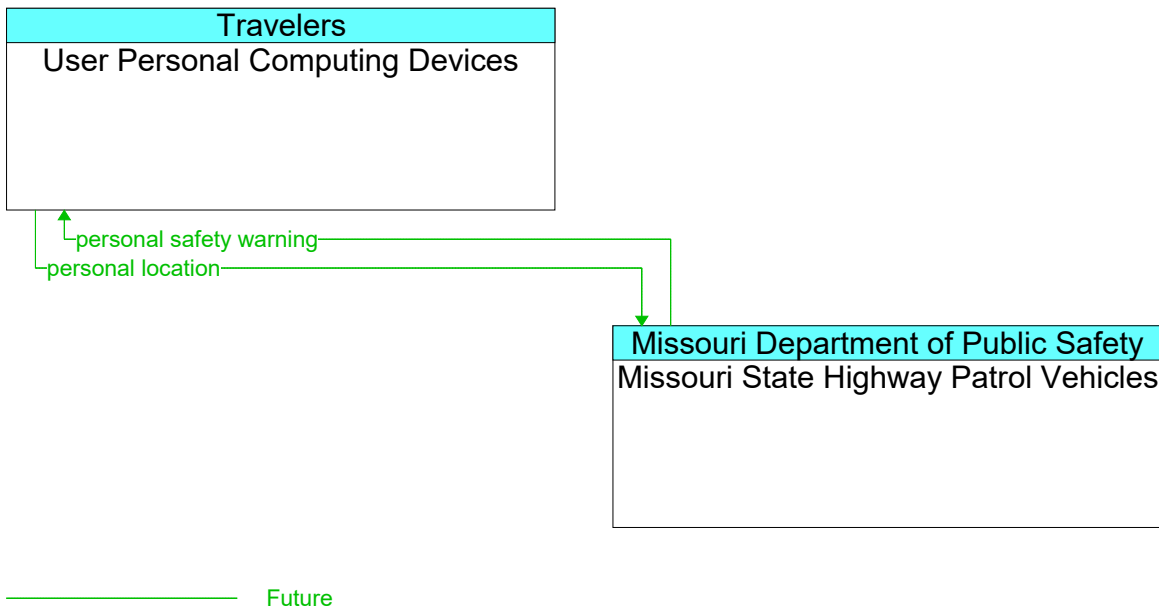 Travelers
User Personal Computing Devices
personal safety warning
personal location
Missouri Department of Public Safety
Missouri State Highway Patrol Vehicles
Future